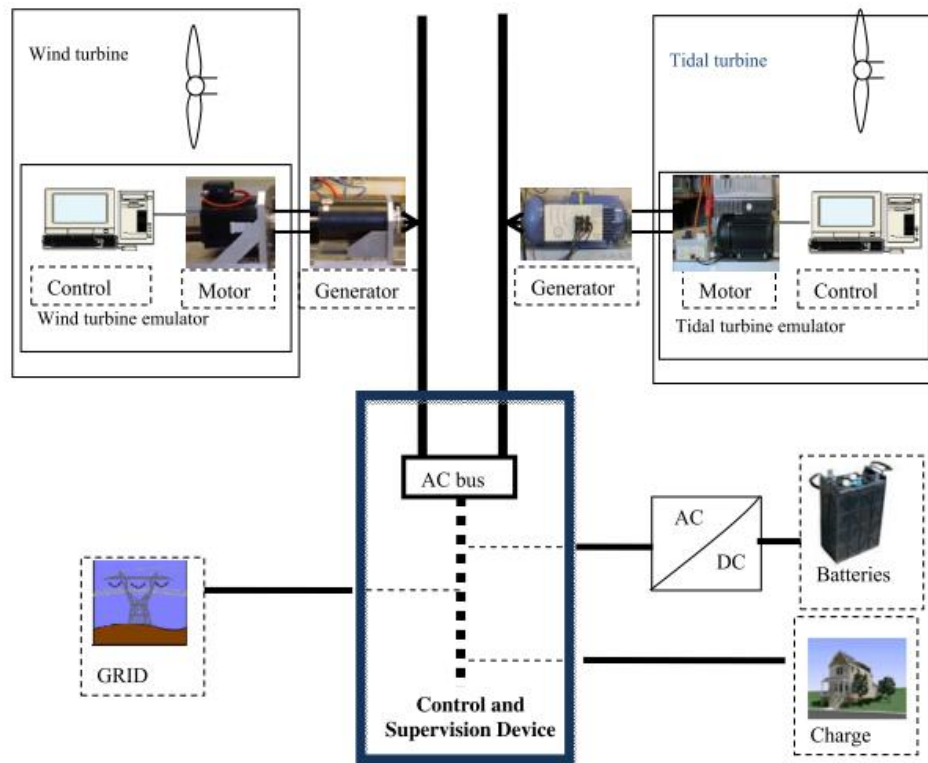 Wind turbine
Tidal turbine
Control
Motor
Generator
Wind turbine emulator
Generator
Motor
Control
Tidal turbine emulator
AC bus
AC
DC
Batteries
GRID
Control and
Supervision Device
Charge